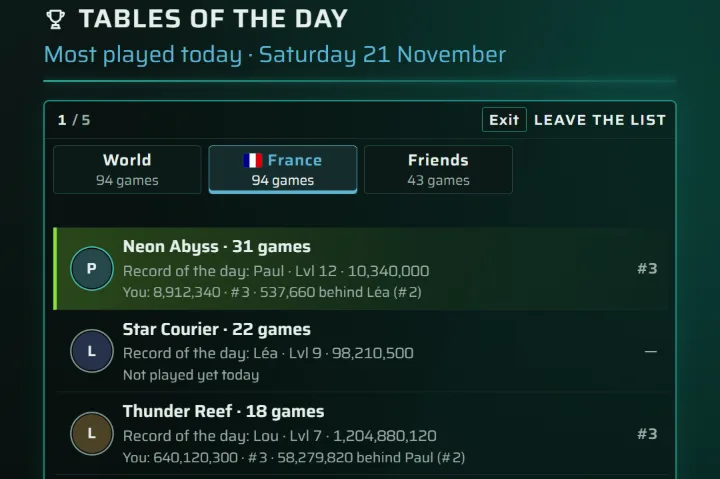 TABLES OF THE DAY
Most played today · Saturday 21 November
1 / 5
Exit LEAVE THE LIST
World
94 games
France
94 games
Friends
43 games
P
Neon Abyss · 31 games
Record of the day: Paul · Lvl 12 · 10,340,000
You: 8,912,340 · #3 · 537,660 behind Léa (#2)
#3
L
Star Courier · 22 games
Record of the day: Léa · Lvl 9 · 98,210,500
Not played yet today
—
L
Thunder Reef · 18 games
Record of the day: Lou · Lvl 7 · 1,204,880,120
You: 640,120,300 · #3 · 58,279,820 behind Paul (#2)
#3